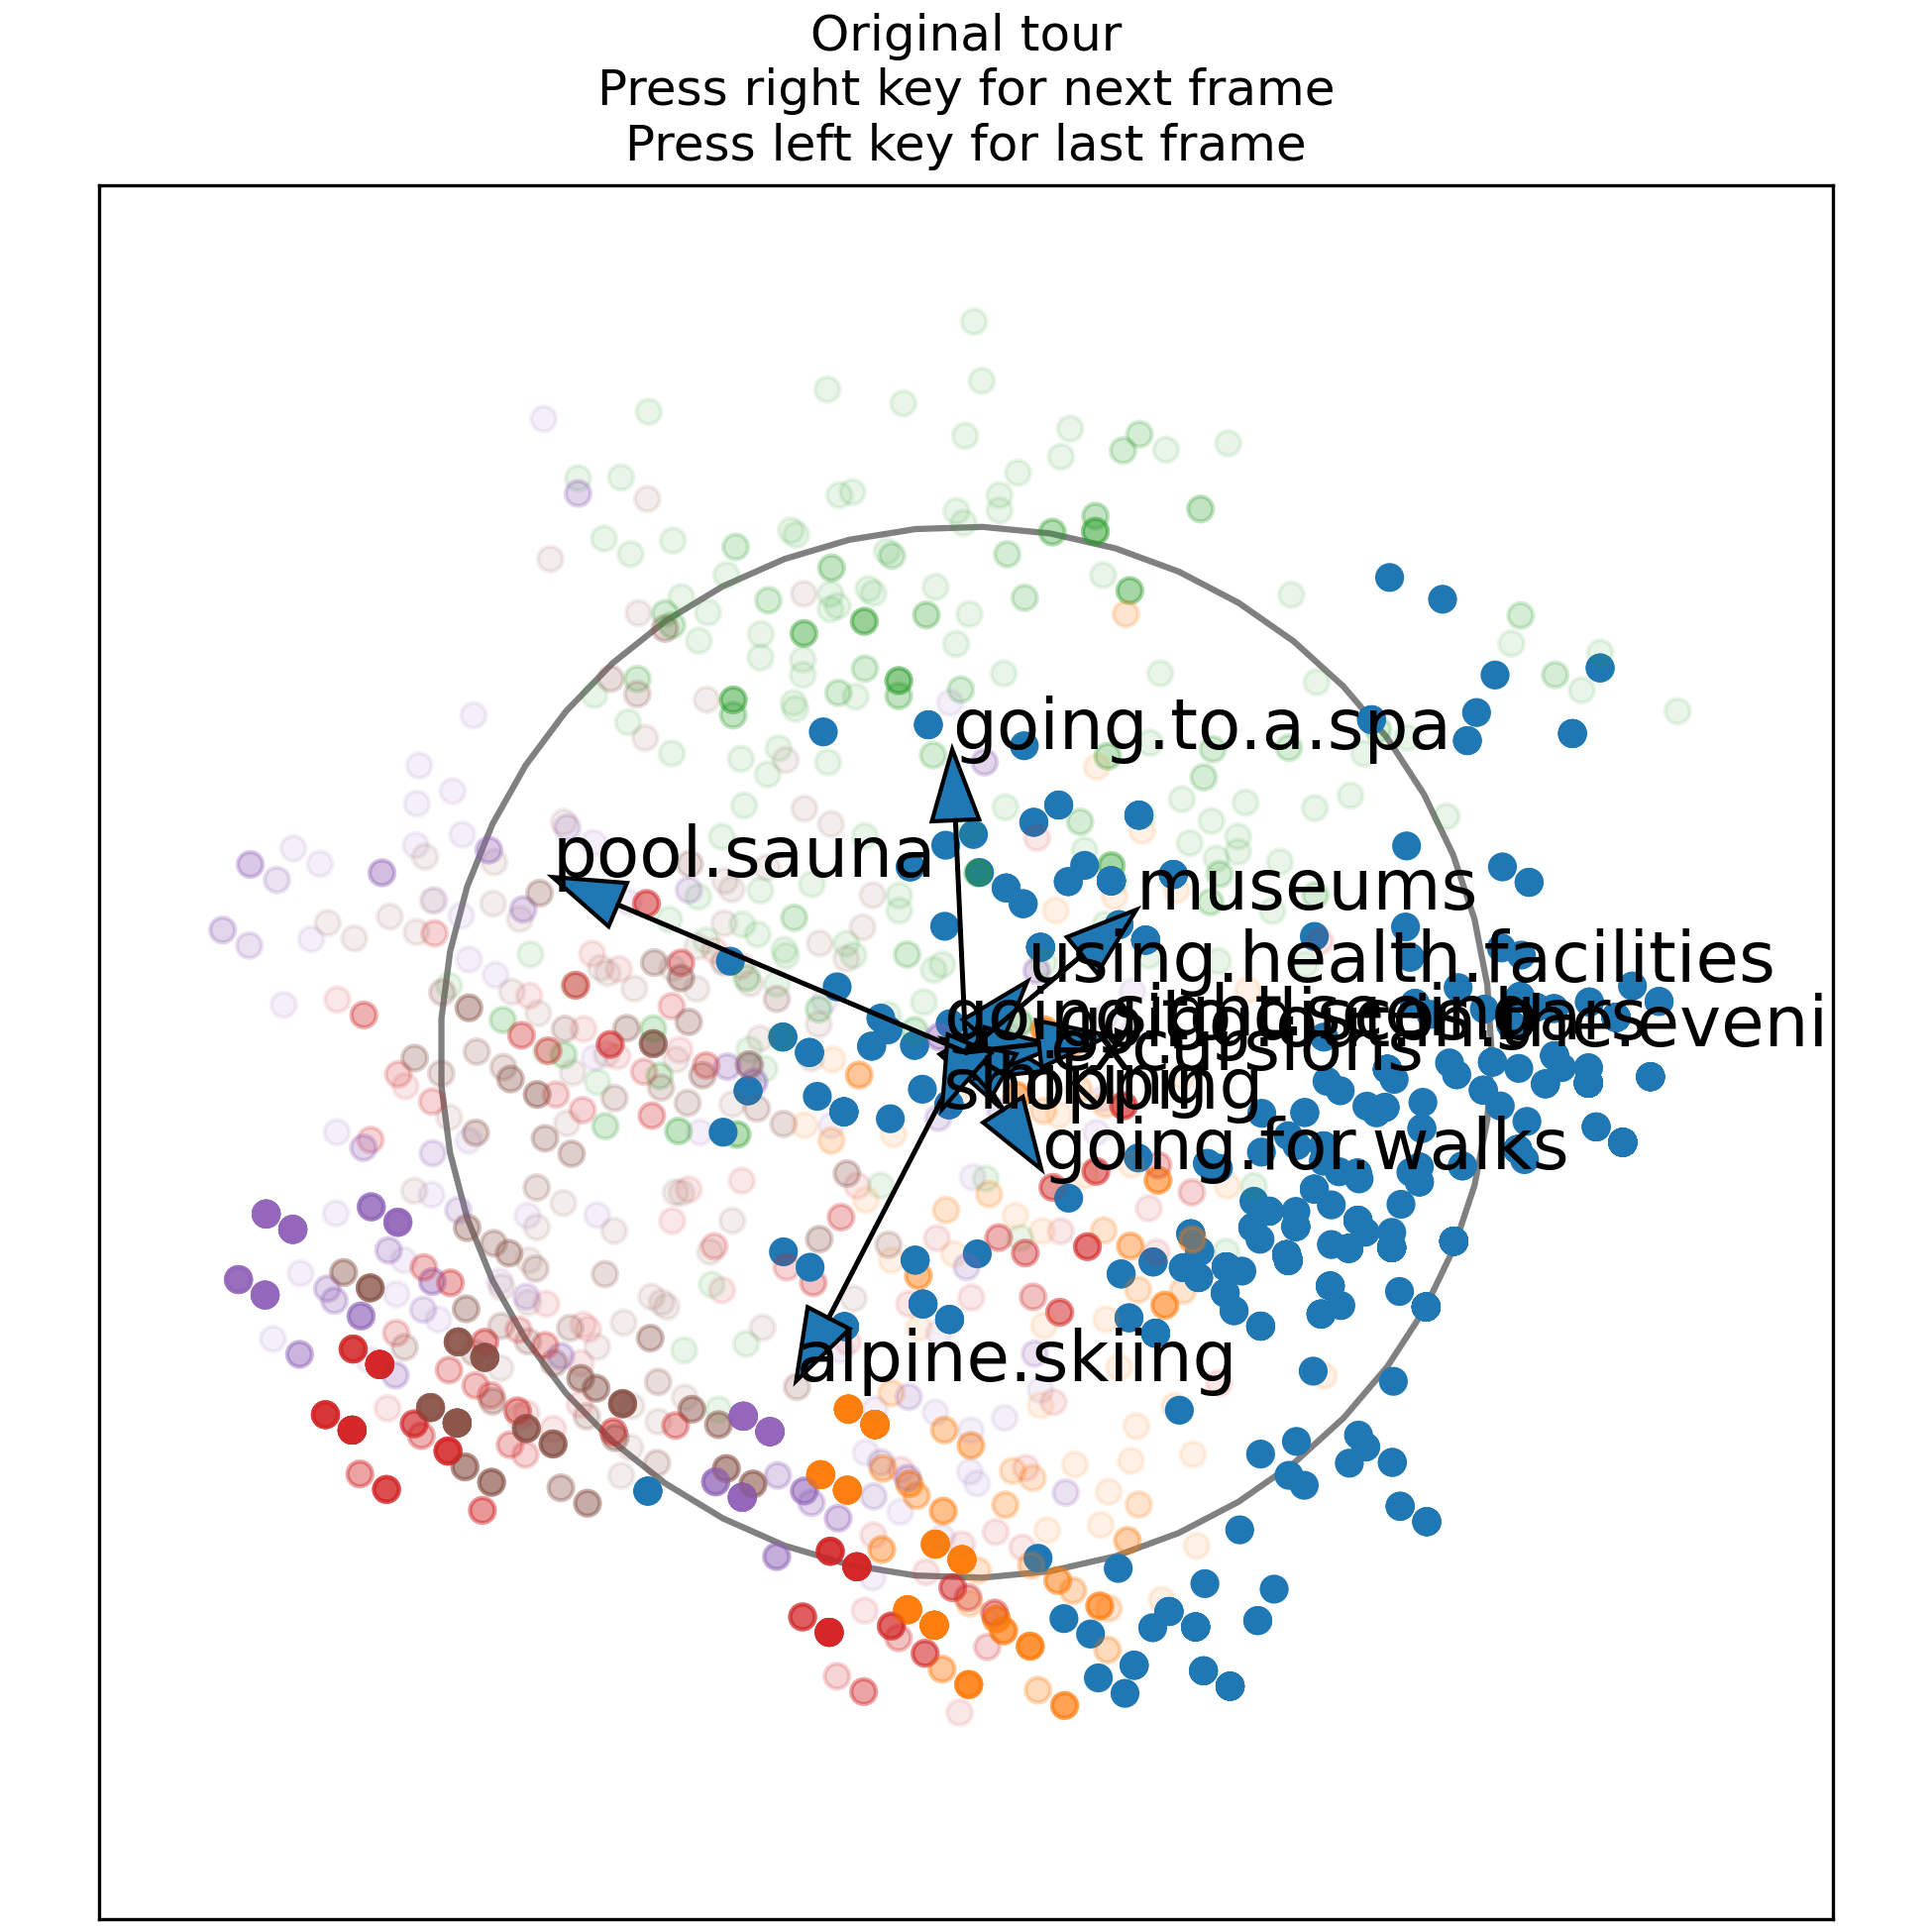 Original tour
Press right key for next frame
Press left key for last frame
going.to.a.spa
pool.sauna
museums
using.health.facilities
sightseeing
excursions
shopping
going.for.walks
alpine.skiing